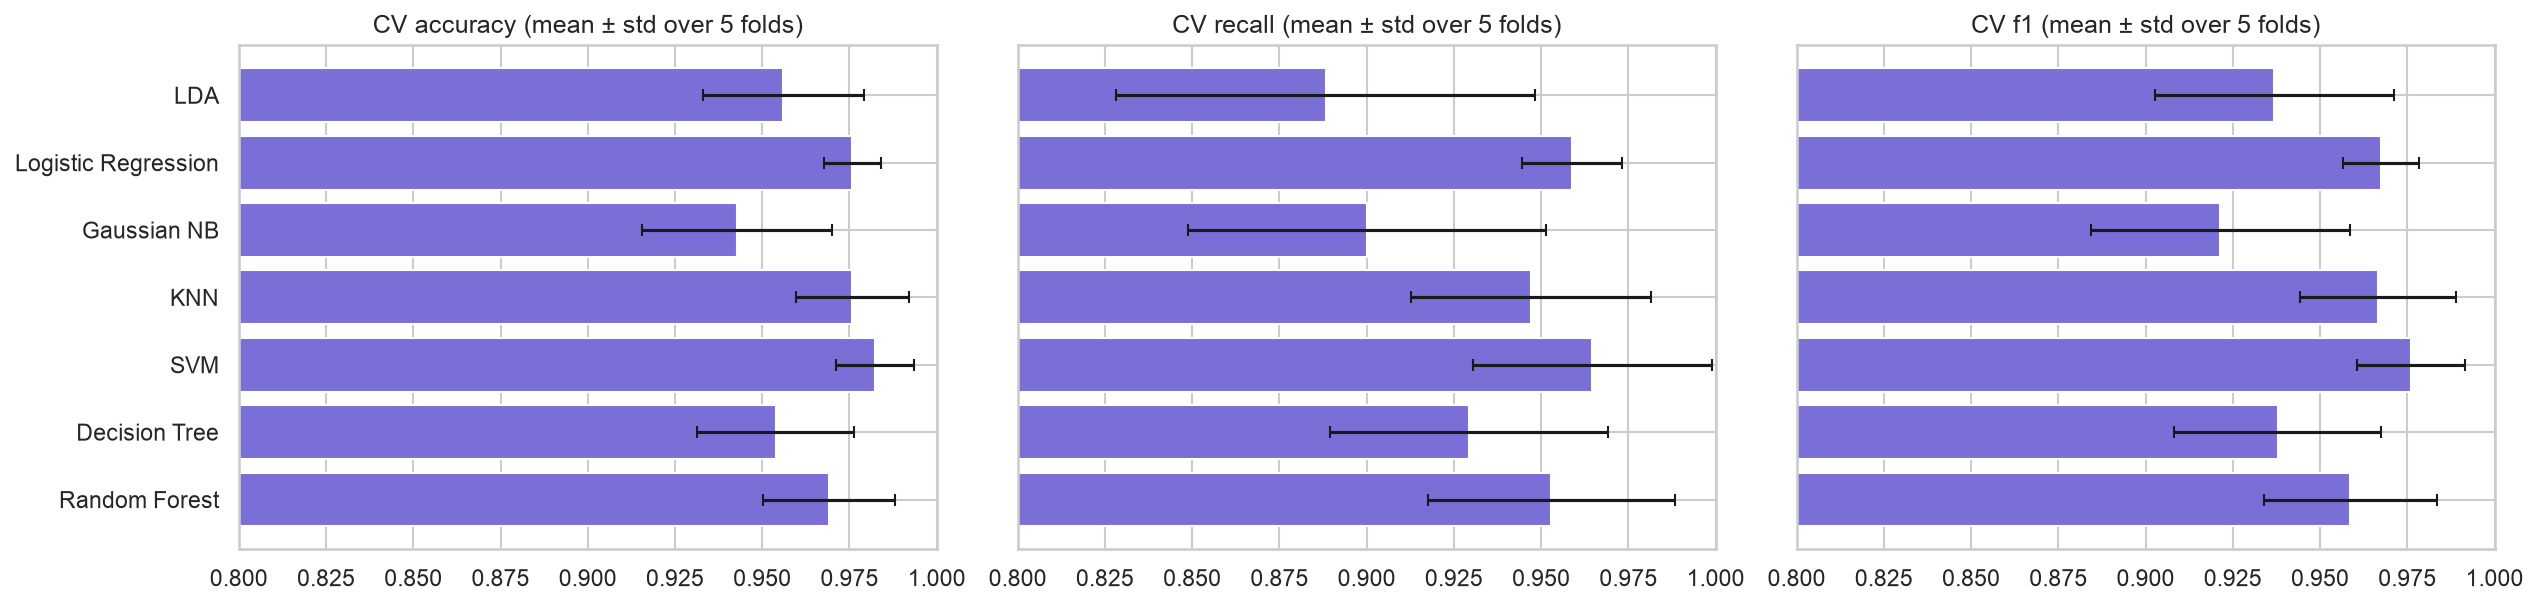 CV accuracy (mean ± std over 5 folds)
CV recall (mean ± std over 5 folds)
CV f1 (mean ± std over 5 folds)
LDA
Logistic Regression
Gaussian NB
KNN
SVM
Decision Tree
Random Forest
0.800 0.825 0.850 0.875 0.900 0.925 0.950 0.975 1.000
0.800 0.825 0.850 0.875 0.900 0.925 0.950 0.975 1.000
0.800 0.825 0.850 0.875 0.900 0.925 0.950 0.975 1.000